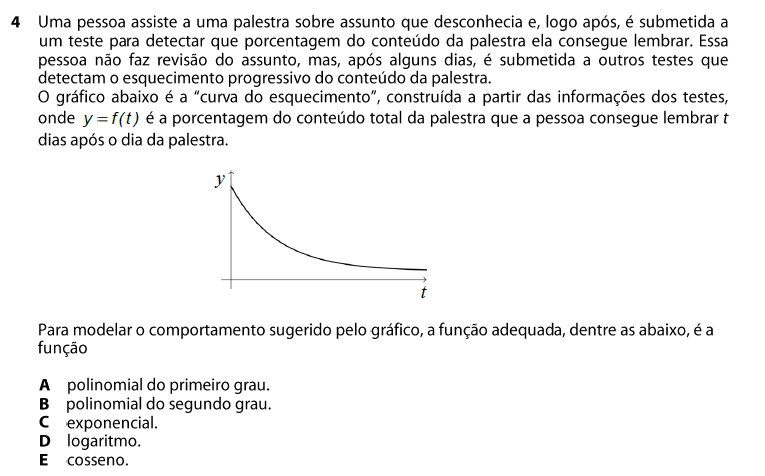 4 Uma pessoa assiste a uma palestra sobre assunto que desconhecia e, logo após, é submetida a
um teste para detectar que porcentagem do conteúdo da palestra ela consegue lembrar. Essa
pessoa não faz revisão do assunto, mas, após alguns dias, é submetida a outros testes que
detectam o esquecimento progressivo do conteúdo da palestra.
O gráfico abaixo é a “curva do esquecimento”, construída a partir das informações dos testes,
onde y = f(t) é a porcentagem do conteúdo total da palestra que a pessoa consegue lembrar t
dias após o dia da palestra.
y
t
Para modelar o comportamento sugerido pelo gráfico, a função adequada, dentre as abaixo, é a
função
A polinomial do primeiro grau.
B polinomial do segundo grau.
C exponencial.
D logaritmo.
E cosseno.